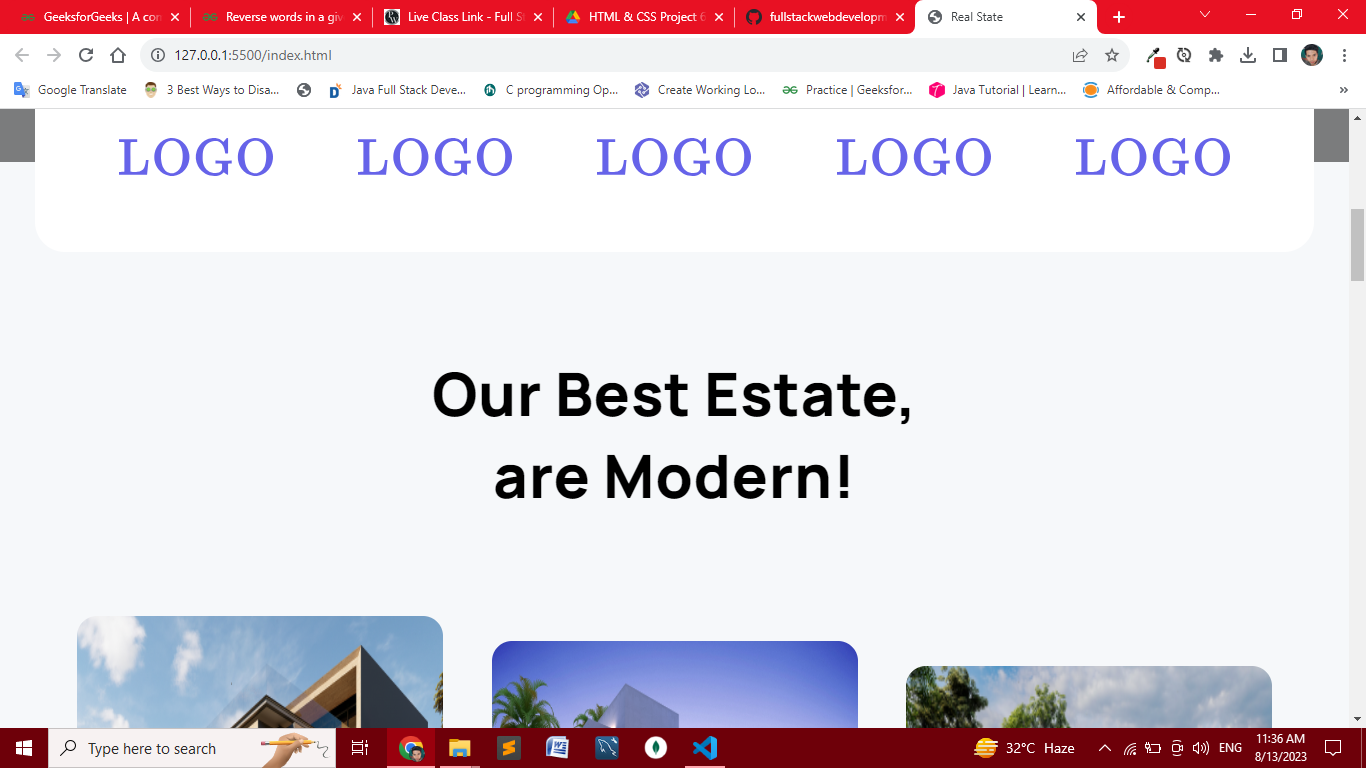 GeeksforGeeks | A con
Reverse words in a giv
Live Class Link - Full St
HTML & CSS Project 6
fullstackwebdevelopm
Real State
127.0.0.1:5500/index.html
Google Translate
3 Best Ways to Disa...
Java Full Stack Deve...
C programming Op...
Create Working Lo...
Practice | Geeksfor...
Java Tutorial | Learn...
Affordable & Comp...
LOGO LOGO LOGO LOGO LOGO
Our Best Estate,
are Modern!
Type here to search
32°C Haze
ENG
11:36 AM
8/13/2023